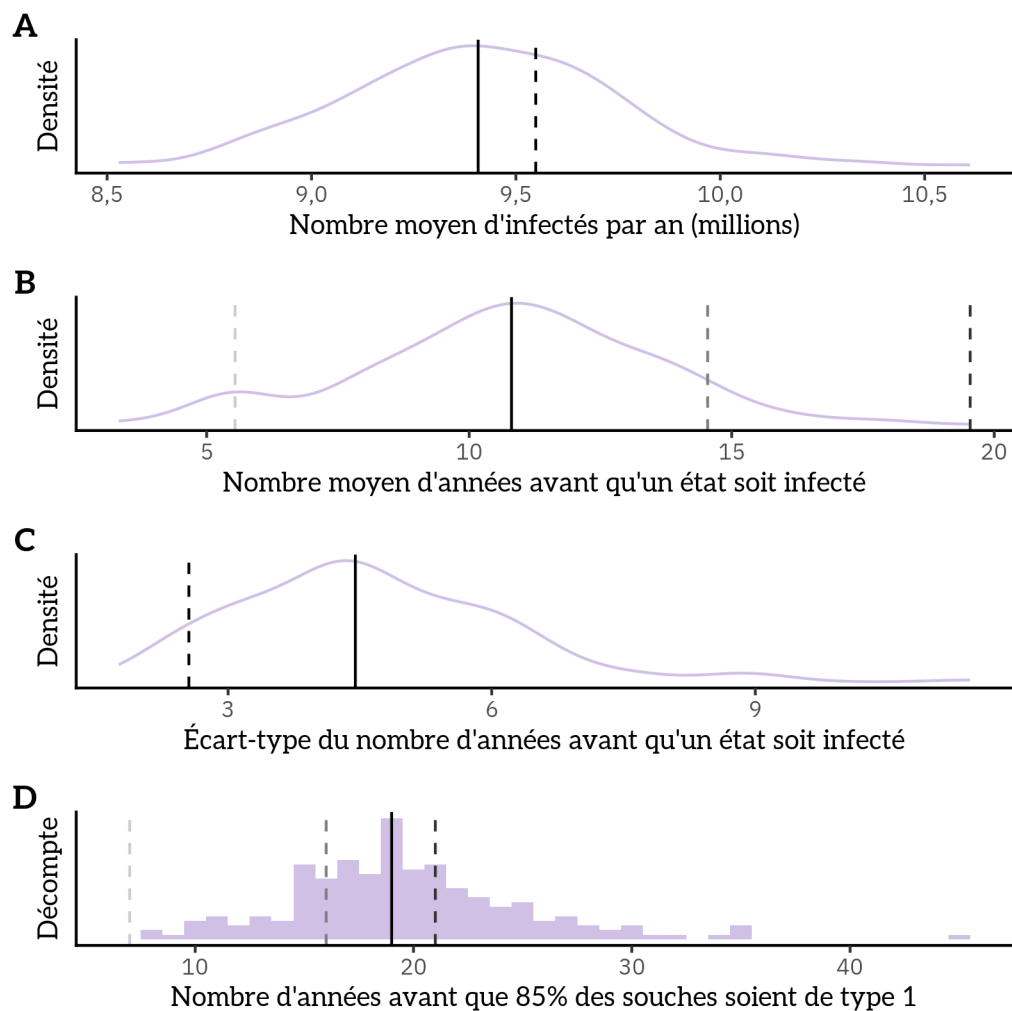 A
Densité
8,5 9,0 9,5 10,0 10,5
Nombre moyen d'infectés par an (millions)
B
Densité
5 10 15 20
Nombre moyen d'années avant qu'un état soit infecté
C
Densité
3 6 9
Écart-type du nombre d'années avant qu'un état soit infecté
D
Décompte
10 20 30 40
Nombre d'années avant que 85% des souches soient de type 1